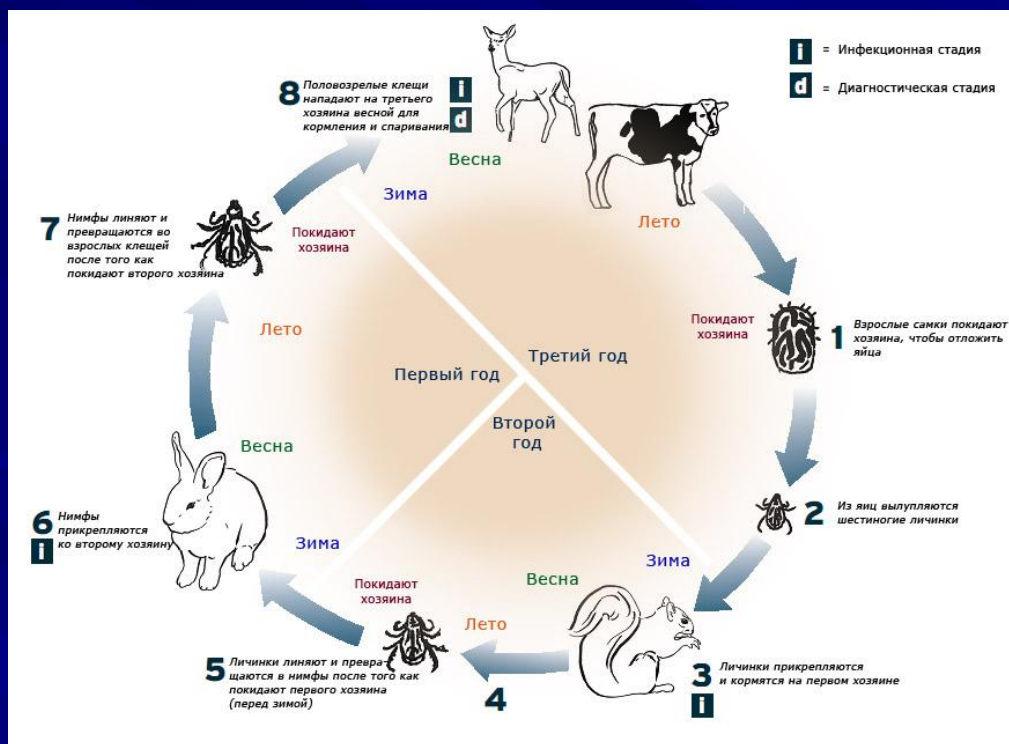 i = Инфекционная стадия
d = Диагностическая стадия
8 Половозрелые клещи
нападают на третьего
хозяина весной для
кормления и спаривания
i
d
Весна
Зима
Лето
7 Нимфы линяют и
превращаются во
взрослых клещей
после того как
покидают второго хозяина
Покидают
хозяина
Лето
Покидают
хозяина
1 Взрослые самки покидают
хозяина, чтобы отложить
яйца
Третий год
Первый год
Второй
год
Весна
6 Нимфы
прикрепляются
ко второму хозяину
i
Зима
2 Из яиц вылупляются
шестиногие личинки
Зима
Весна
Покидают
хозяина
Лето
5 Личинки линяют и превра-
щаются в нимфы после того как
покидают первого хозяина
(перед зимой)
4
3 Личинки прикрепляются
и кормятся на первом хозяине
i